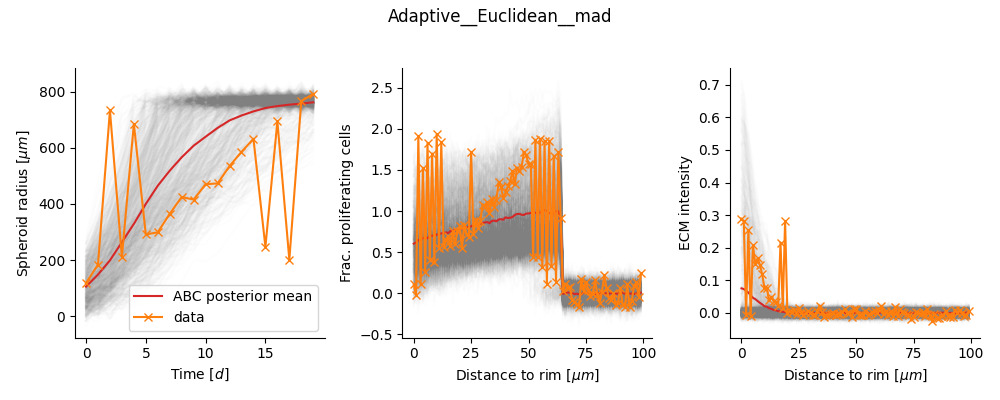 Adaptive__Euclidean__mad
Spheroid radius [μm]
800
600
400
200
0
0 5 10 15
Time [d]
ABC posterior mean
data
Frac. proliferating cells
2.5
2.0
1.5
1.0
0.5
0.0
−0.5
0 25 50 75 100
Distance to rim [μm]
ECM intensity
0.7
0.6
0.5
0.4
0.3
0.2
0.1
0.0
0 25 50 75 100
Distance to rim [μm]